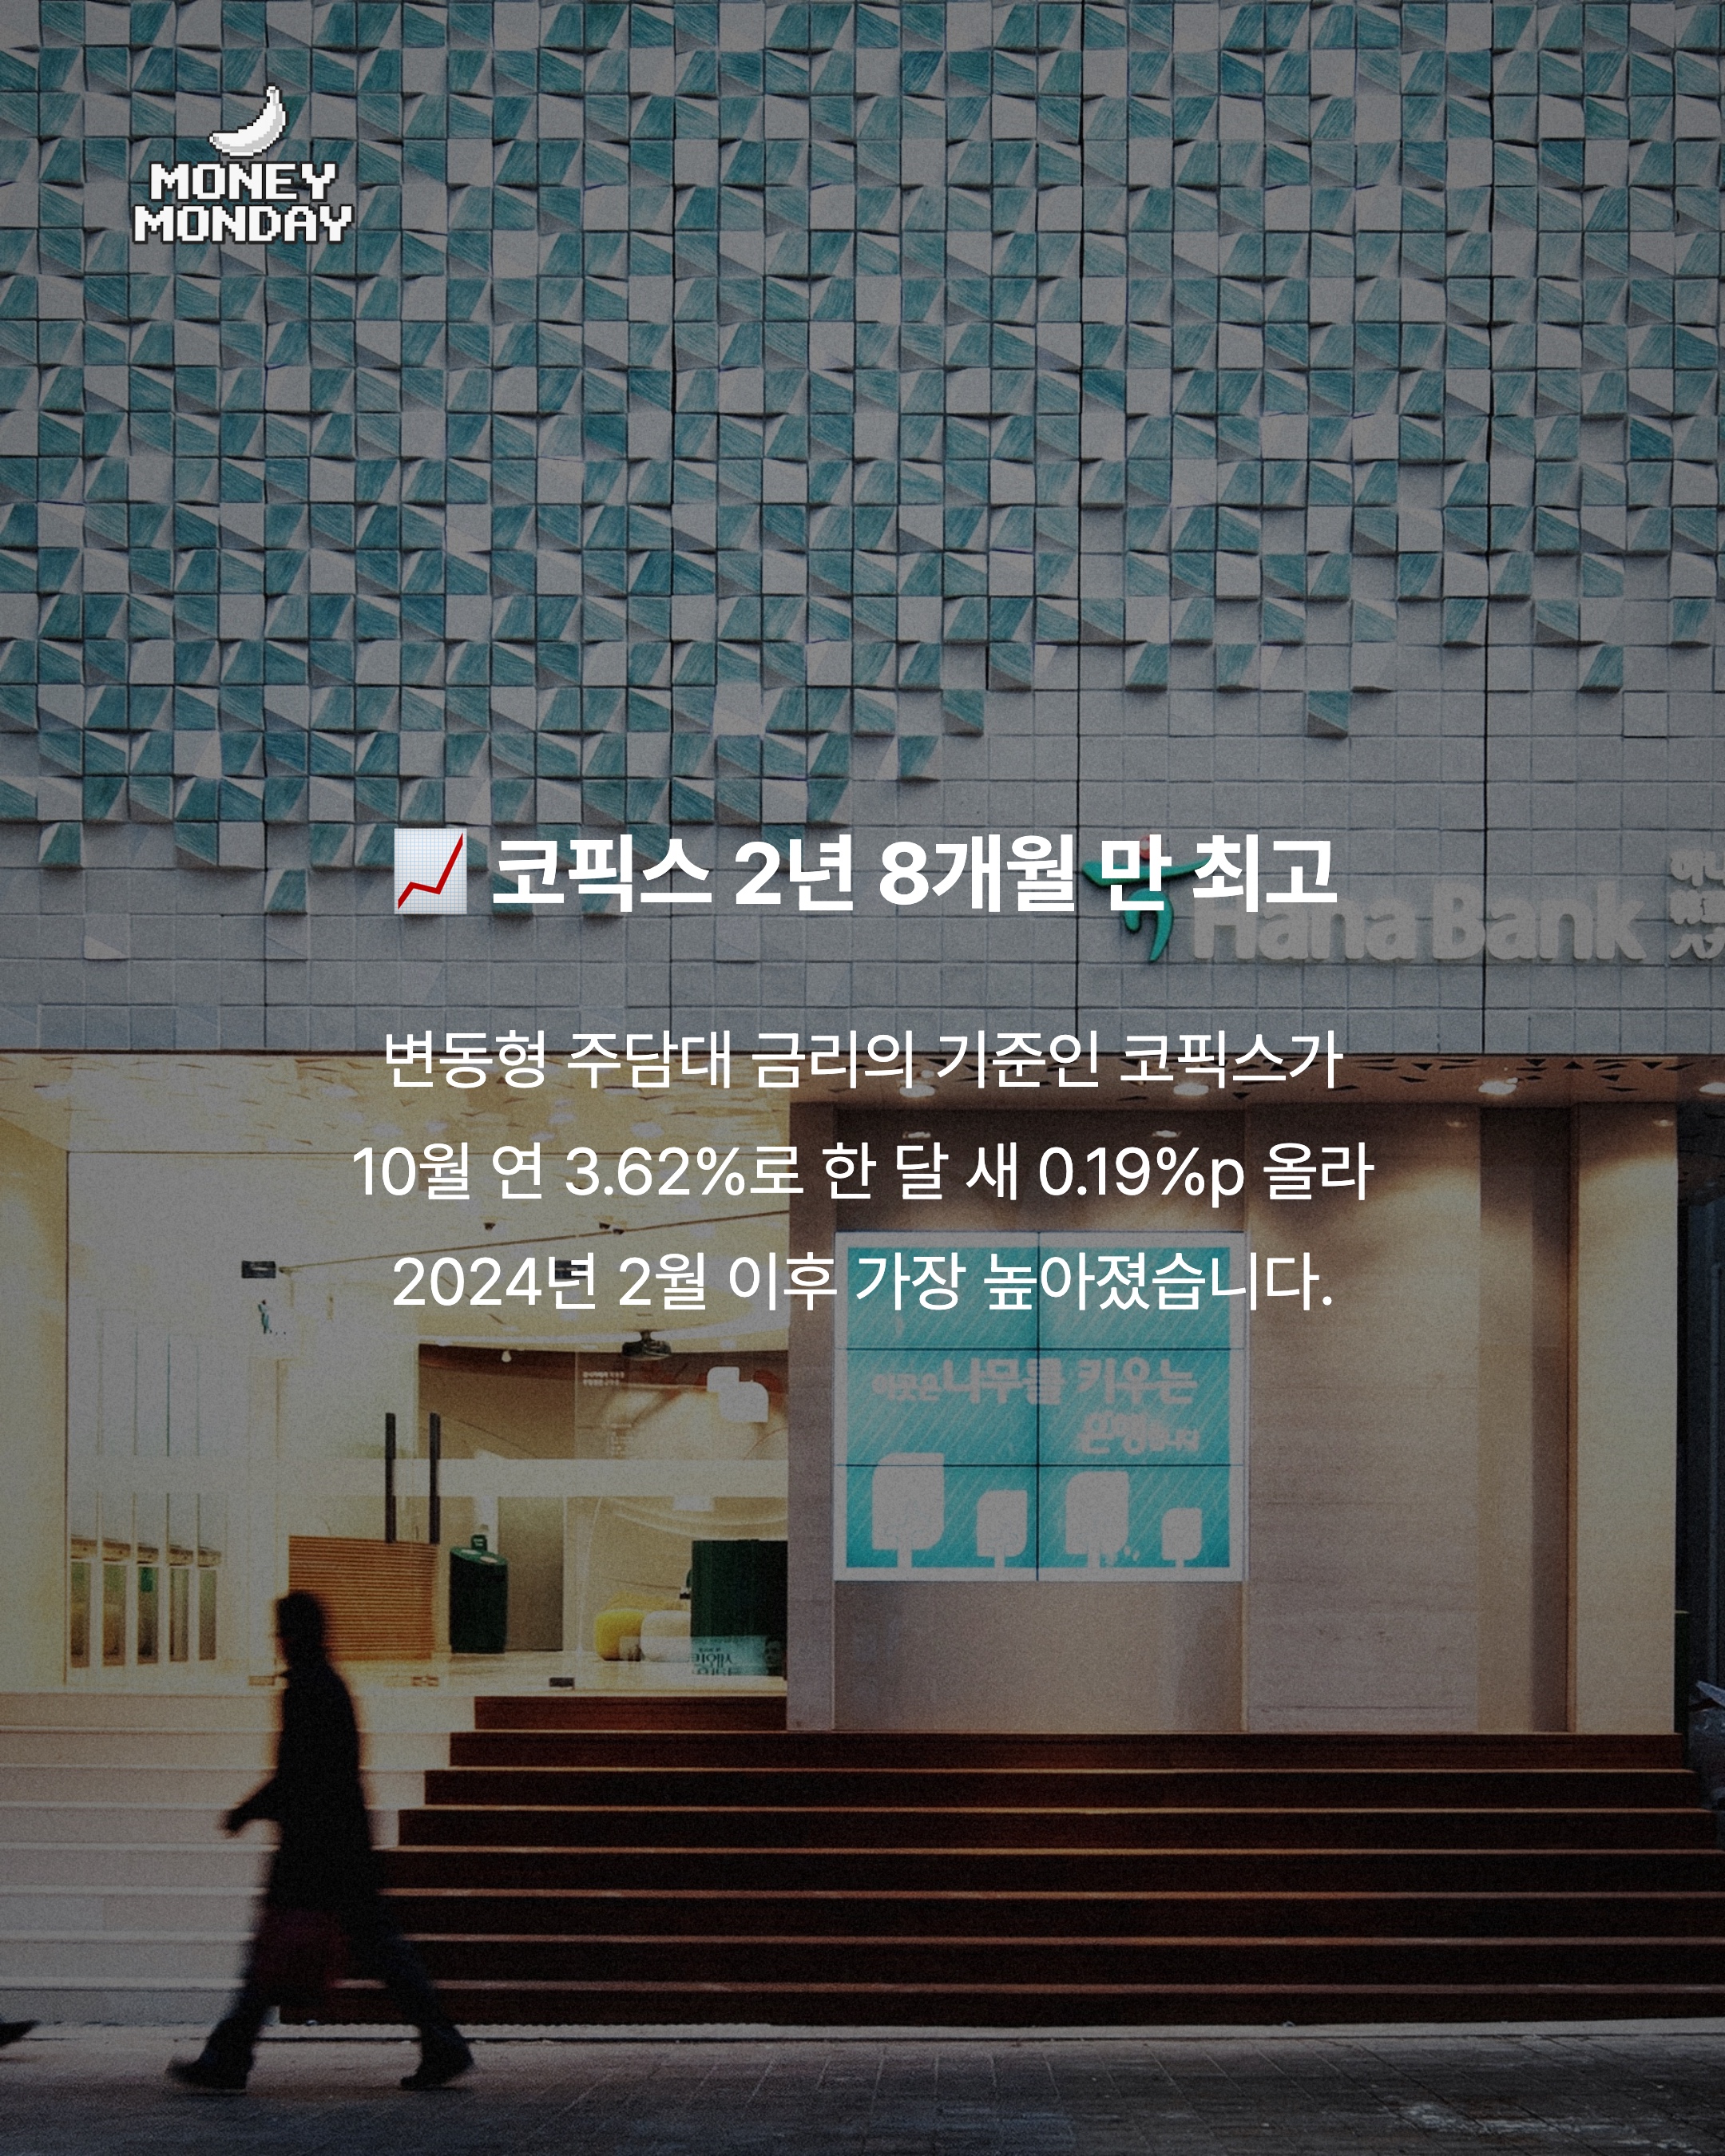 MONEY
MONDAY
📈 코픽스 2년 8개월 만 최고
Hana Bank
변동형 주담대 금리의 기준인 코픽스가
10월 연 3.62%로 한 달 새 0.19%p 올라
2024년 2월 이후 가장 높아졌습니다.
나무를 키우는